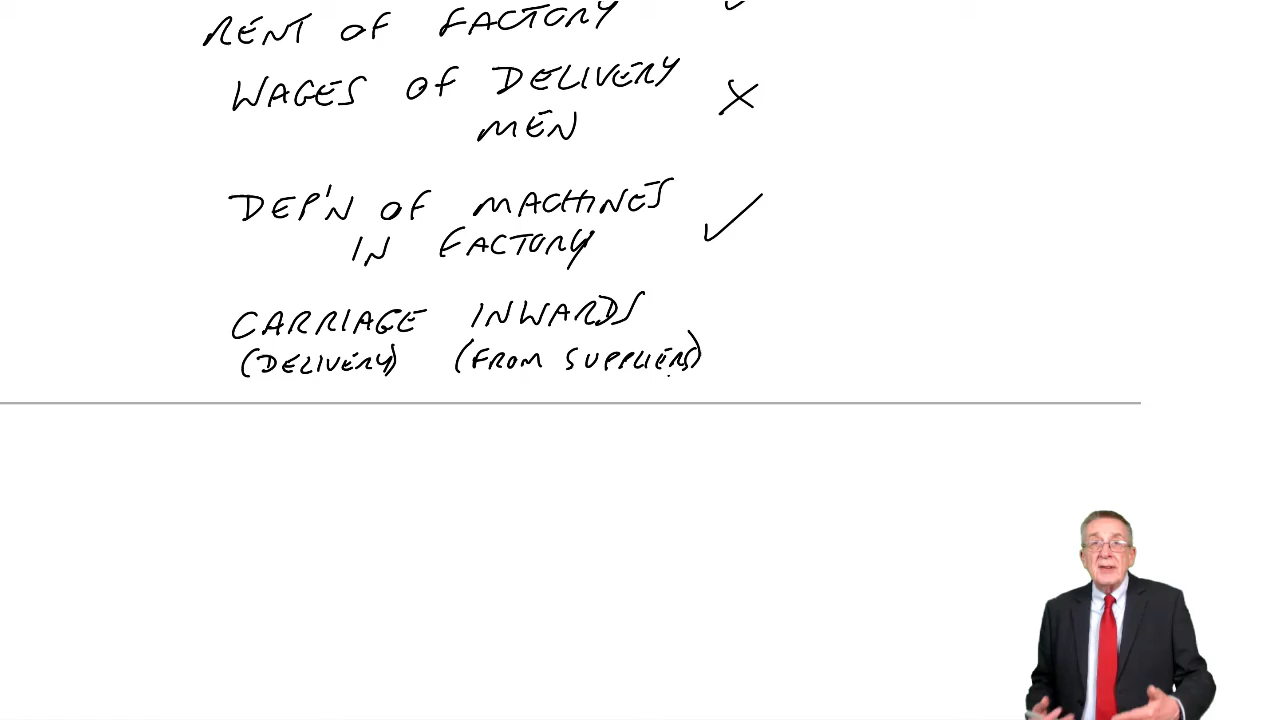 RENT OF FACTORY ✓
WAGES OF DELIVERY
MEN ✗
DEP'N OF MACHINES
IN FACTORY ✓
CARRIAGE INWARDS
(DELIVERY) (FROM SUPPLIERS)